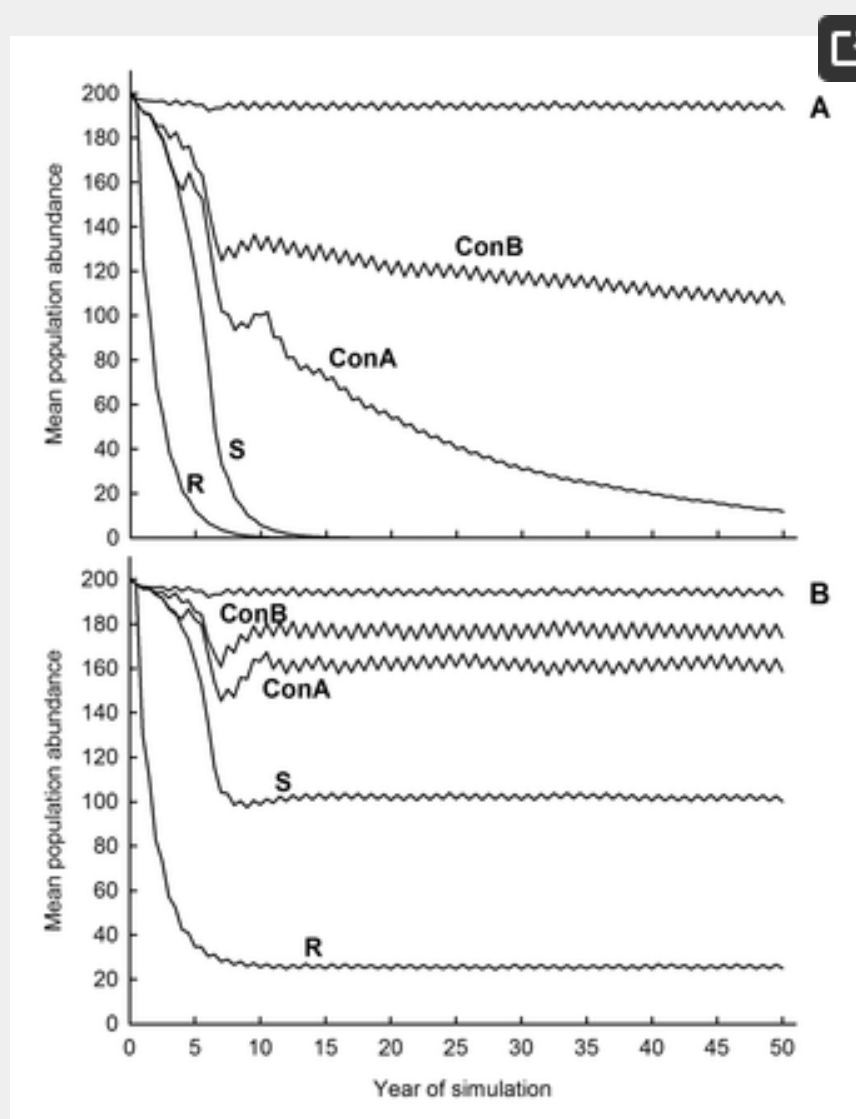 A
200
180
160
140
120
100
80
60
40
20
0
Mean population abundance
ConB
ConA
S
R
B
200
180
160
140
120
100
80
60
40
20
0
Mean population abundance
ConB
ConA
S
R
0 5 10 15 20 25 30 35 40 45 50
Year of simulation